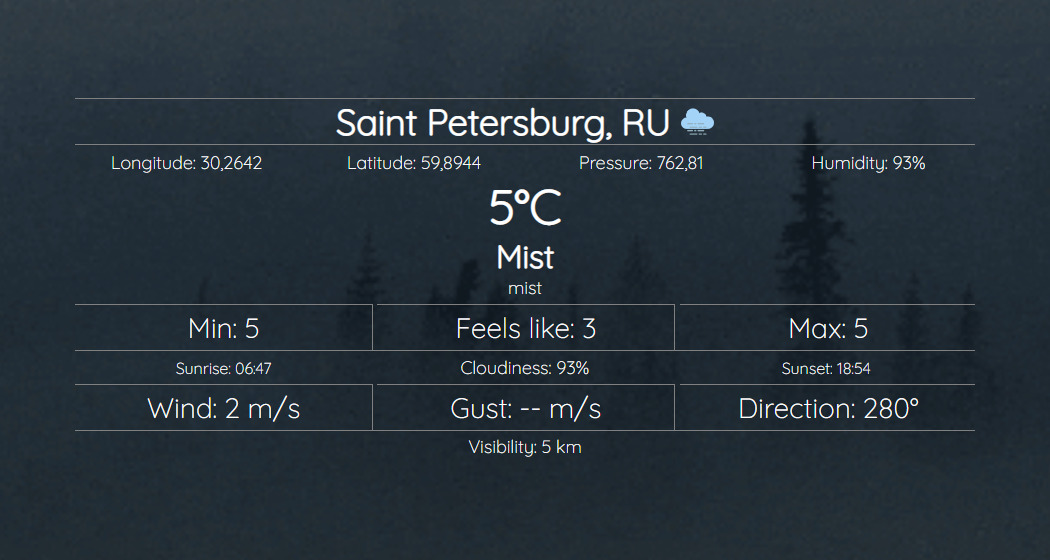 Saint Petersburg, RU
Longitude: 30,2642 Latitude: 59,8944 Pressure: 762,81 Humidity: 93%
5°C
Mist
mist
Min: 5 Feels like: 3 Max: 5
Sunrise: 06:47 Cloudiness: 93% Sunset: 18:54
Wind: 2 m/s Gust: -- m/s Direction: 280°
Visibility: 5 km